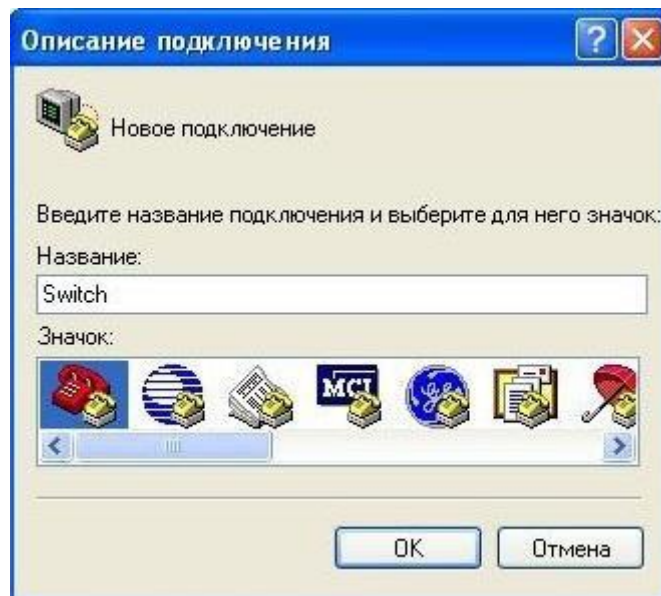 Описание подключения
Новое подключение
Введите название подключения и выберите для него значок:
Название:
Switch
Значок:
MCI
OK
Отмена